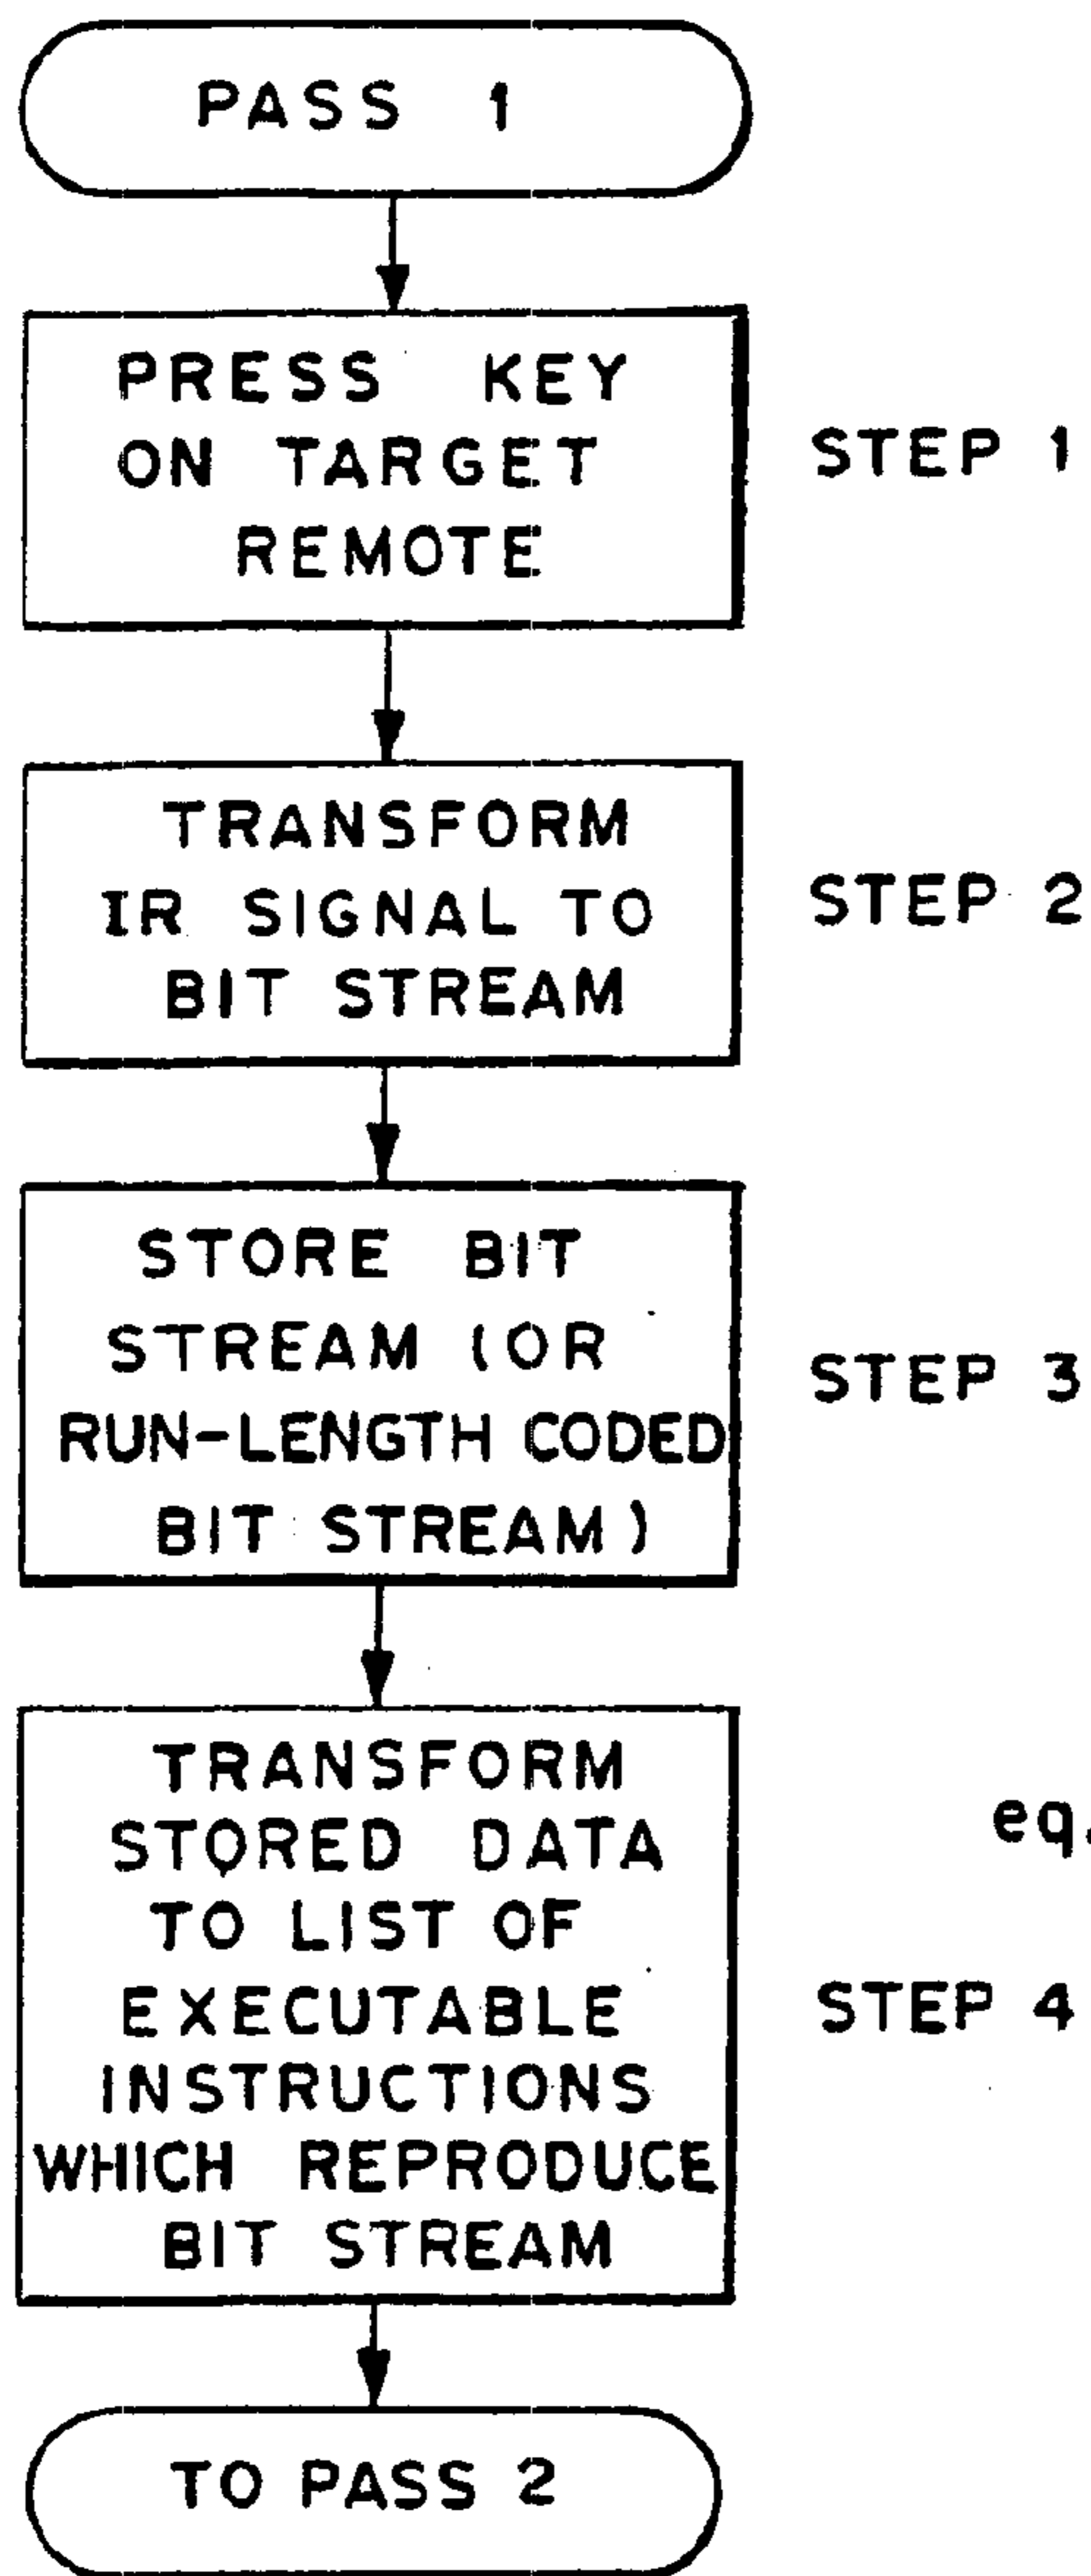 PASS 1
PRESS KEY
ON TARGET
REMOTE
STEP 1
TRANSFORM
IR SIGNAL TO
BIT STREAM
STEP 2
STORE BIT
STREAM (OR
RUN-LENGTH CODED
BIT STREAM)
STEP 3
TRANSFORM
STORED DATA
TO LIST OF
EXECUTABLE
INSTRUCTIONS
WHICH REPRODUCE
BIT STREAM
eq.
STEP 4
TO PASS 2